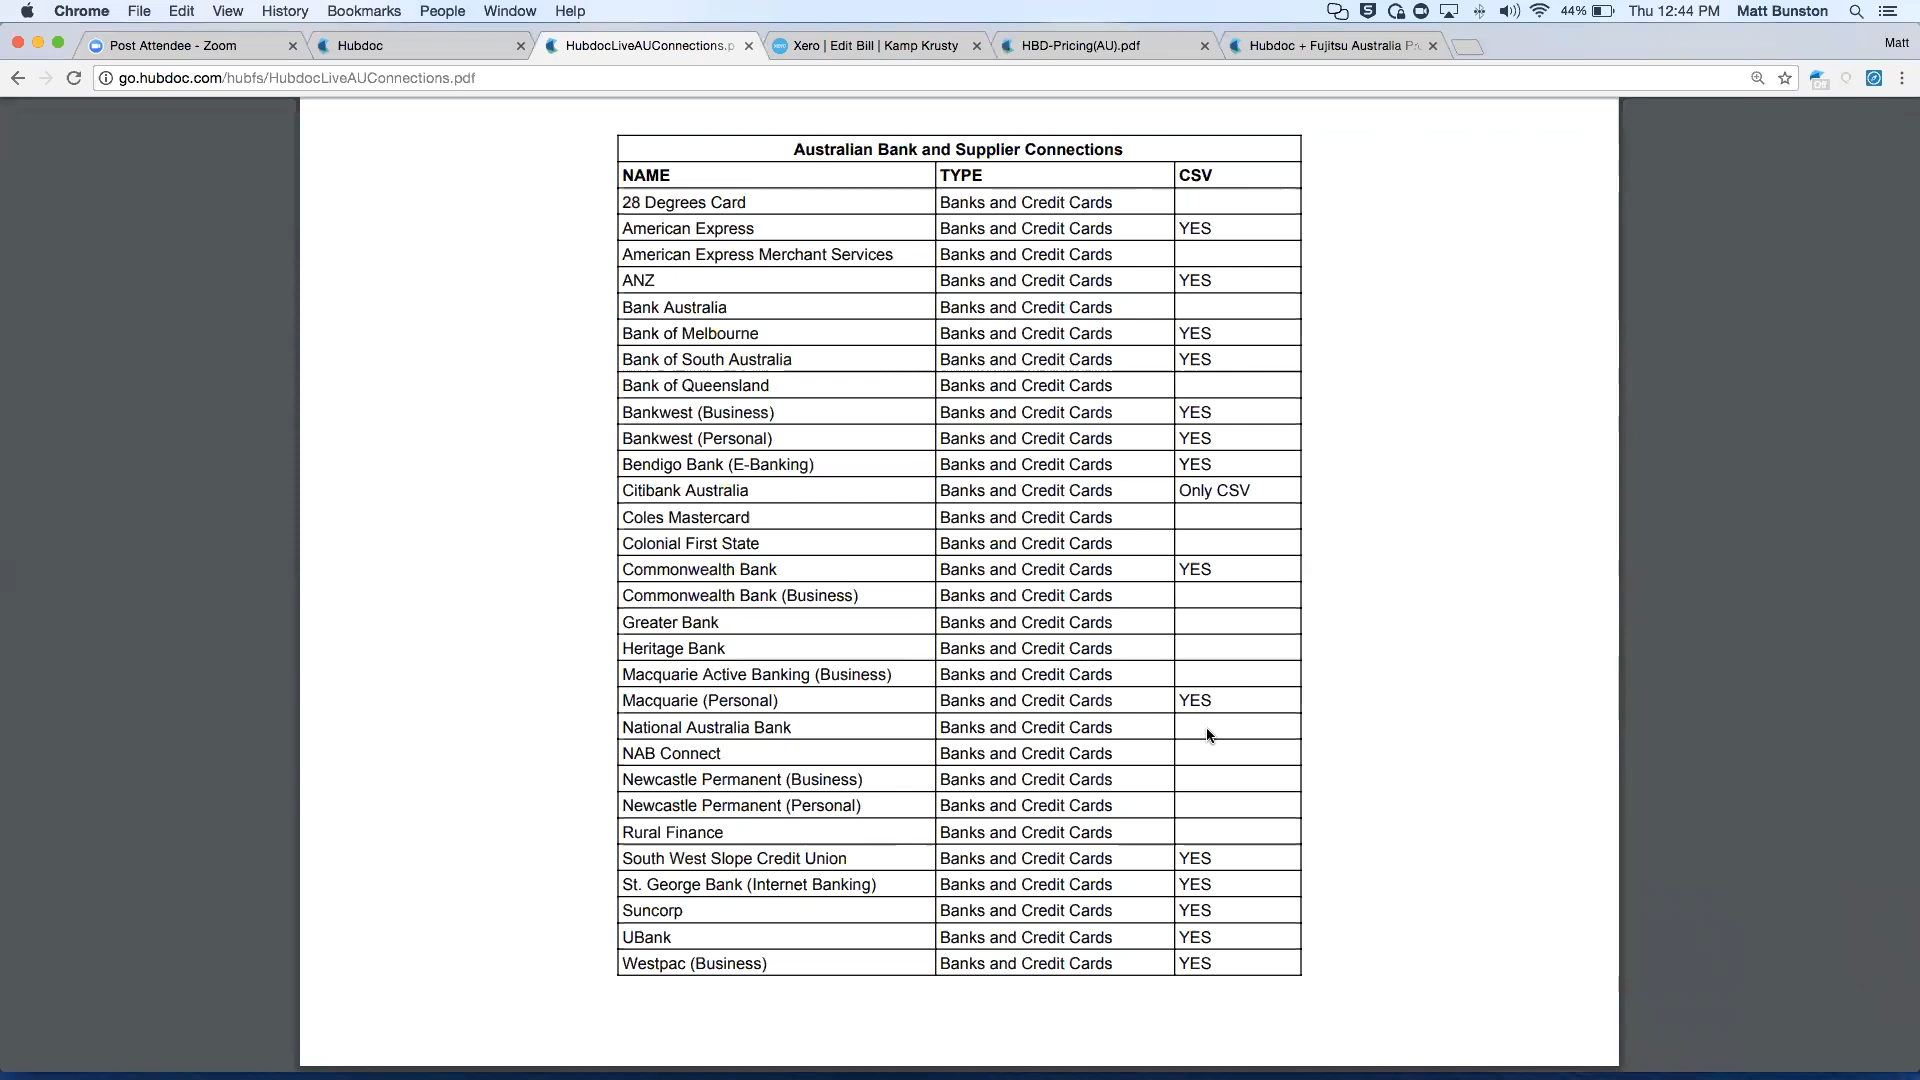 Chrome File Edit View History Bookmarks People Window Help 44% Thu 12:44 PM Matt Bunston
Post Attendee - Zoom Hubdoc HubdocLiveAUConnections.p Xero | Edit Bill | Kamp Krusty HBD-Pricing(AU).pdf Hubdoc + Fujitsu Australia Matt
go.hubdoc.com/hubfs/HubdocLiveAUConnections.pdf
Australian Bank and Supplier Connections
NAME TYPE CSV
28 Degrees Card Banks and Credit Cards
American Express Banks and Credit Cards YES
American Express Merchant Services Banks and Credit Cards
ANZ Banks and Credit Cards YES
Bank Australia Banks and Credit Cards
Bank of Melbourne Banks and Credit Cards YES
Bank of South Australia Banks and Credit Cards YES
Bank of Queensland Banks and Credit Cards
Bankwest (Business) Banks and Credit Cards YES
Bankwest (Personal) Banks and Credit Cards YES
Bendigo Bank (E-Banking) Banks and Credit Cards YES
Citibank Australia Banks and Credit Cards Only CSV
Coles Mastercard Banks and Credit Cards
Colonial First State Banks and Credit Cards
Commonwealth Bank Banks and Credit Cards YES
Commonwealth Bank (Business) Banks and Credit Cards
Greater Bank Banks and Credit Cards
Heritage Bank Banks and Credit Cards
Macquarie Active Banking (Business) Banks and Credit Cards
Macquarie (Personal) Banks and Credit Cards YES
National Australia Bank Banks and Credit Cards
NAB Connect Banks and Credit Cards
Newcastle Permanent (Business) Banks and Credit Cards
Newcastle Permanent (Personal) Banks and Credit Cards
Rural Finance Banks and Credit Cards
South West Slope Credit Union Banks and Credit Cards YES
St. George Bank (Internet Banking) Banks and Credit Cards YES
Suncorp Banks and Credit Cards YES
UBank Banks and Credit Cards YES
Westpac (Business) Banks and Credit Cards YES